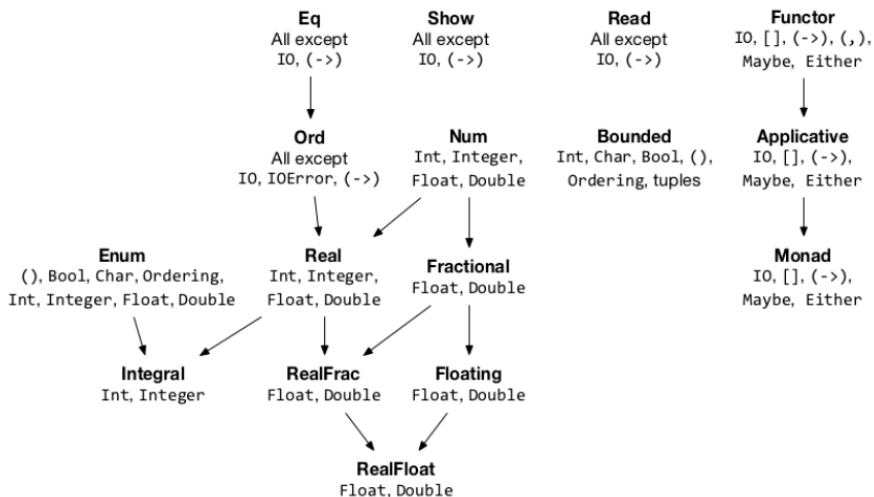 Eq
All except
IO, (->)
Show
All except
IO, (->)
Read
All except
IO, (->)
Functor
IO, [], (->), (,),
Maybe, Either
Ord
All except
IO, IOError, (->)
Num
Int, Integer,
Float, Double
Bounded
Int, Char, Bool, (),
Ordering, tuples
Applicative
IO, [], (->),
Maybe, Either
Enum
(), Bool, Char, Ordering,
Int, Integer, Float, Double
Real
Int, Integer,
Float, Double
Fractional
Float, Double
Monad
IO, [], (->),
Maybe, Either
Integral
Int, Integer
RealFrac
Float, Double
Floating
Float, Double
RealFloat
Float, Double